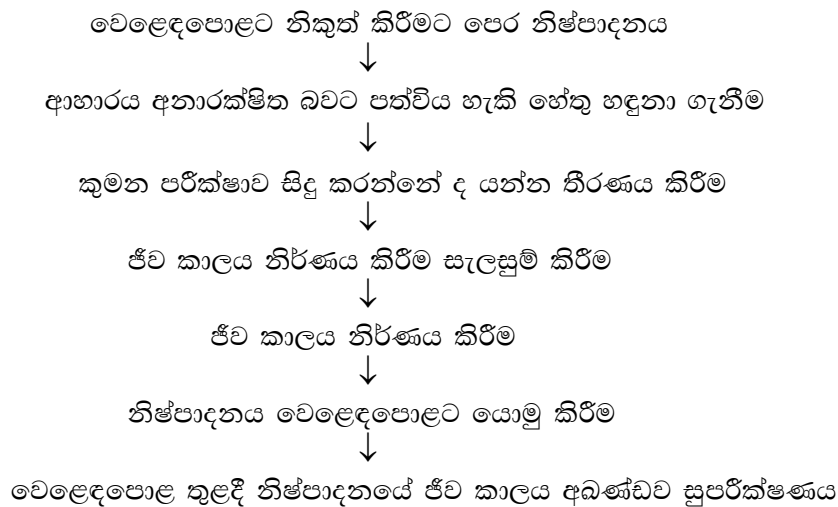 වෙළෙඳපොළට නිකුත් කිරීමට පෙර නිෂ්පාදනය
ආහාරය අනාරක්ෂිත බවට පත්විය හැකි හේතු හඳුනා ගැනීම
කුමන පරීක්ෂාව සිදු කරන්නේ ද යන්න තීරණය කිරීම
ජීව කාලය නිර්ණය කිරීම සැලසුම් කිරීම
ජීව කාලය නිර්ණය කිරීම
නිෂ්පාදනය වෙළෙඳපොළට යොමු කිරීම
වෙළෙඳපොළ තුළදී නිෂ්පාදනයේ ජීව කාලය අඛණ්ඩව සුපරීක්ෂණය